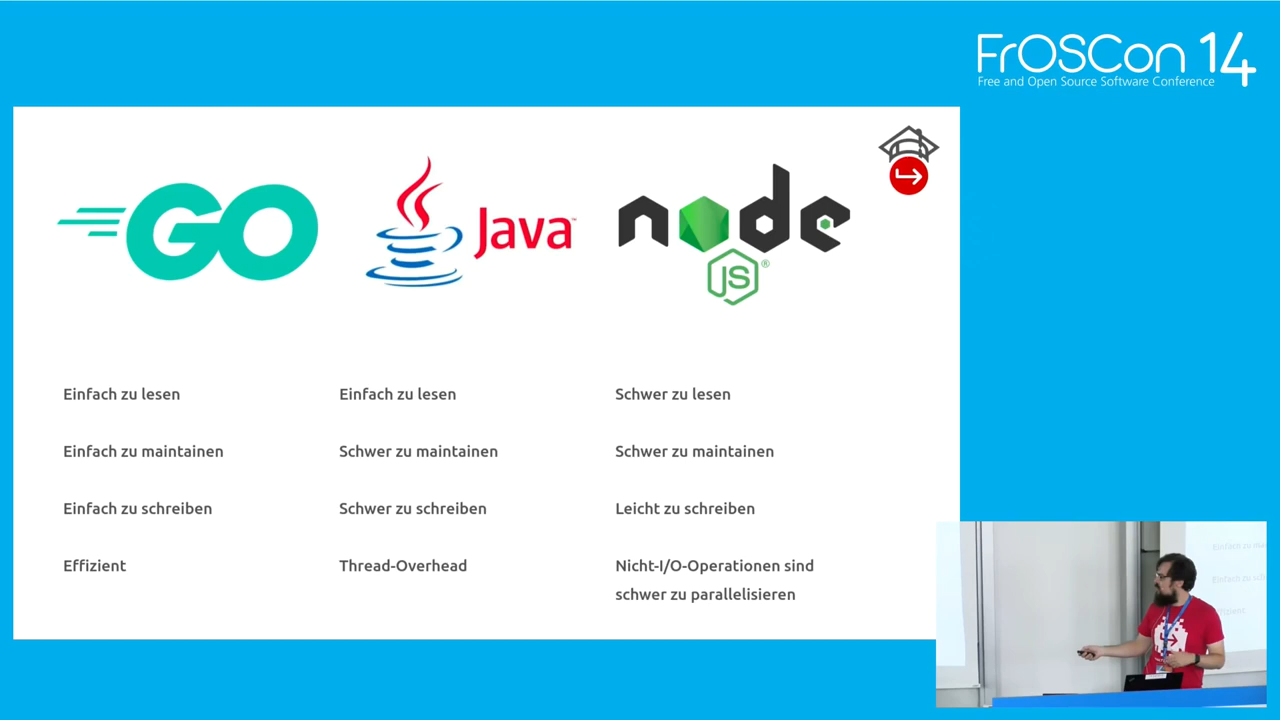 FrOSCon 14
Free and Open Source Software Conference
GO
Java™
node
JS®
Einfach zu lesen
Einfach zu lesen
Schwer zu lesen
Einfach zu maintainen
Schwer zu maintainen
Schwer zu maintainen
Einfach zu schreiben
Schwer zu schreiben
Leicht zu schreiben
Effizient
Thread-Overhead
Nicht-I/O-Operationen sind
schwer zu parallelisieren